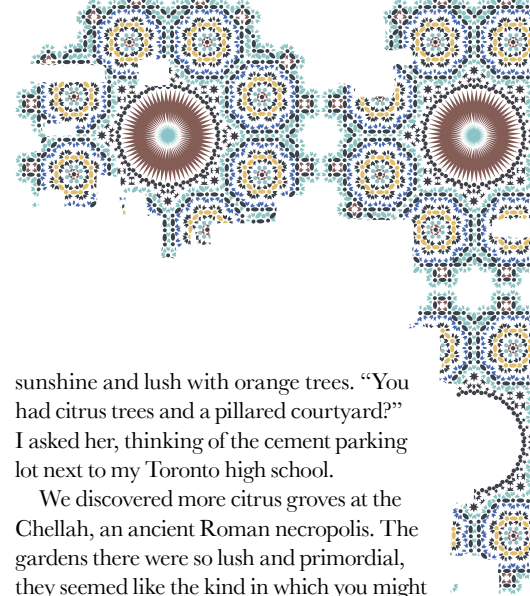 sunshine and lush with orange trees. “You
had citrus trees and a pillared courtyard?”
I asked her, thinking of the cement parking
lot next to my Toronto high school.
We discovered more citrus groves at the
Chellah, an ancient Roman necropolis. The
gardens there were so lush and primordial,
they seemed like the kind in which you might